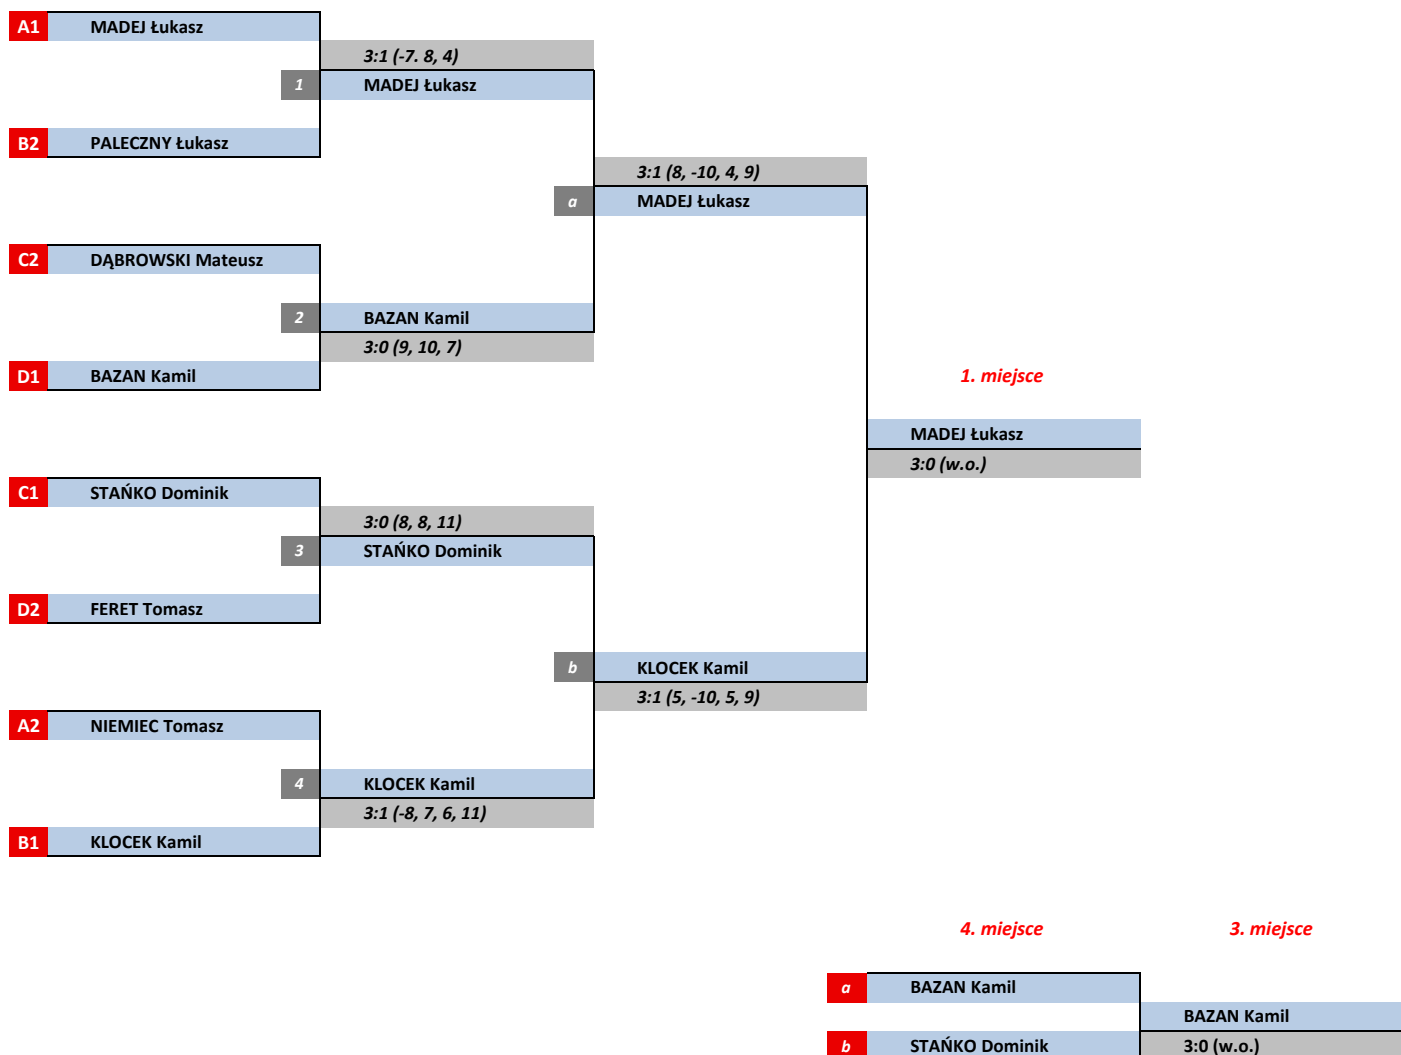 A1 MADEJ Łukasz
3:1 (-7. 8, 4)
1 MADEJ Łukasz
B2 PALECZNY Łukasz
3:1 (8, -10, 4, 9)
a MADEJ Łukasz
C2 DĄBROWSKI Mateusz
2 BAZAN Kamil
3:0 (9, 10, 7)
D1 BAZAN Kamil
1. miejsce
MADEJ Łukasz
3:0 (w.o.)
C1 STAŃKO Dominik
3:0 (8, 8, 11)
3 STAŃKO Dominik
D2 FERET Tomasz
b KLOCEK Kamil
3:1 (5, -10, 5, 9)
A2 NIEMIEC Tomasz
4 KLOCEK Kamil
3:1 (-8, 7, 6, 11)
B1 KLOCEK Kamil
4. miejsce 3. miejsce
a BAZAN Kamil
BAZAN Kamil
b STAŃKO Dominik 3:0 (w.o.)